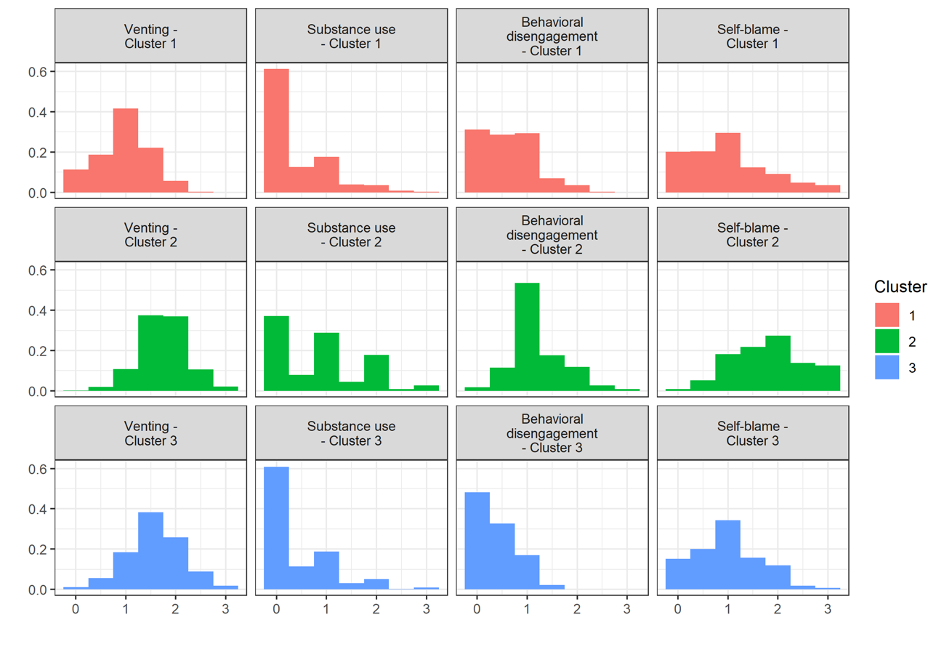 Venting -
Cluster 1
Substance use
- Cluster 1
Behavioral
disengagement
- Cluster 1
Self-blame -
Cluster 1
0.6
0.4
0.2
0.0
Venting -
Cluster 2
Substance use
- Cluster 2
Behavioral
disengagement
- Cluster 2
Self-blame -
Cluster 2
0.6
0.4
0.2
0.0
Venting -
Cluster 3
Substance use
- Cluster 3
Behavioral
disengagement
- Cluster 3
Self-blame -
Cluster 3
0.6
0.4
0.2
0.0
0 1 2 3
0 1 2 3
0 1 2 3
0 1 2 3
Cluster
1
2
3